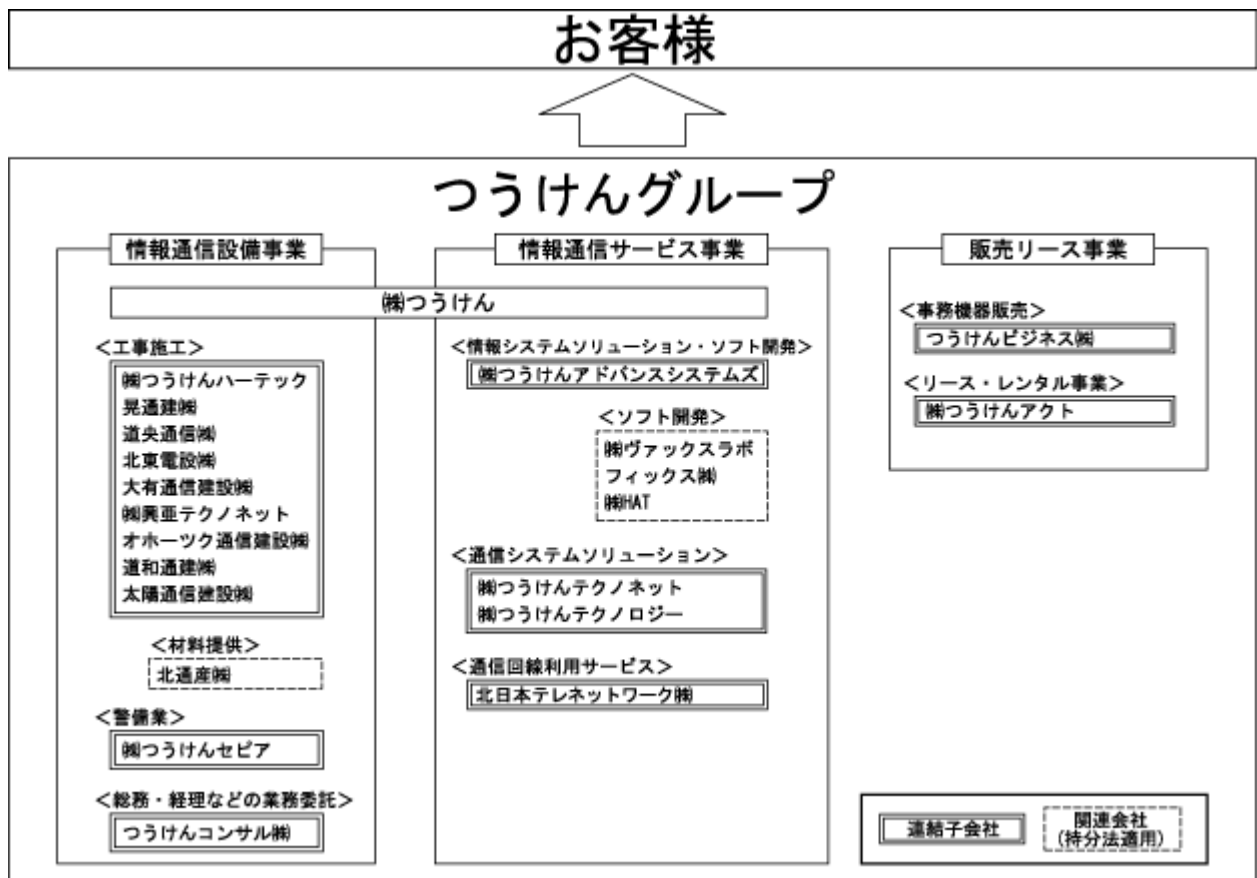 お客様
つうけんグループ
情報通信設備事業
㈱つうけん
＜工事施工＞
㈱つうけんハーテック
晃通建㈱
道央通信㈱
北東電設㈱
大有通信建設㈱
㈱興亜テクノネット
オホーツク通信建設㈱
道和通建㈱
太陽通信建設㈱
＜材料提供＞
北通産㈱
＜警備業＞
㈱つうけんセピア
＜総務・経理などの業務委託＞
つうけんコンサル㈱
情報通信サービス事業
＜情報システムソリューション・ソフト開発＞
㈱つうけんアドバンスシステムズ
＜ソフト開発＞
㈱ヴァックスラボ
フィックス㈱
㈱HAT
＜通信システムソリューション＞
㈱つうけんテクノネット
㈱つうけんテクノロジー
＜通信回線利用サービス＞
北日本テレネットワーク㈱
販売リース事業
＜事務機器販売＞
つうけんビジネス㈱
＜リース・レンタル事業＞
㈱つうけんアクト
連結子会社
関連会社
(持分法適用)